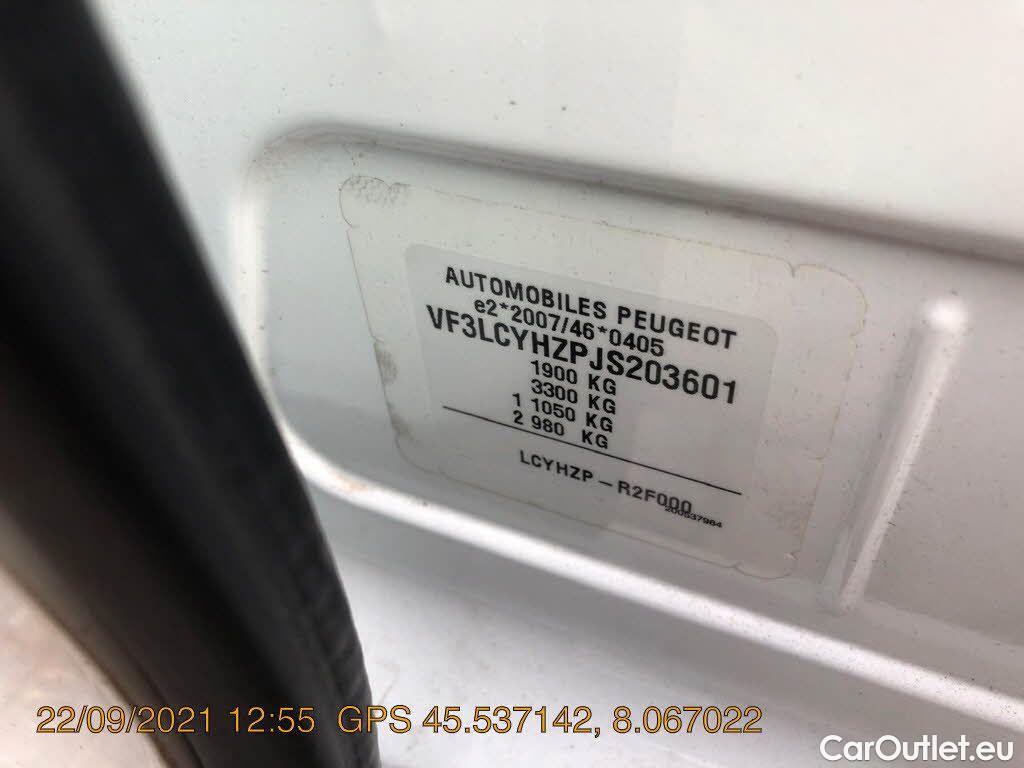 AUTOMOBILES PEUGEOT
e2*2007/46*0405
VF3LCYHZPJS203601
1900 KG
3300 KG
1 1050 KG
2 980 KG
LCYHZP - R2F000
200537984
22/09/2021 12:55 GPS 45.537142, 8.067022
CarOutlet.eu